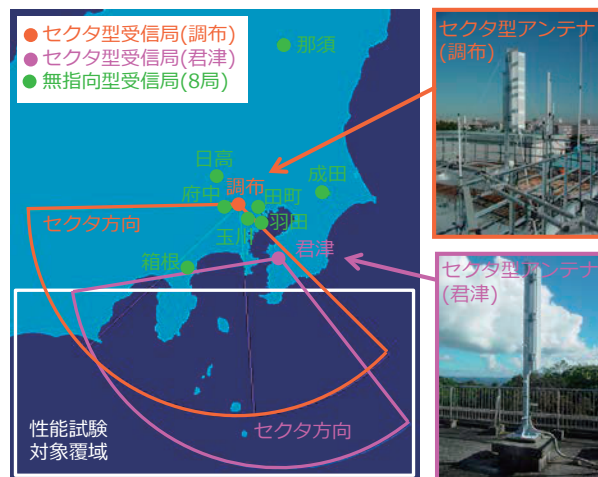 セクタ型受信局(調布)
セクタ型受信局(君津)
無指向型受信局(8局)
那須
日高
成田
調布
府中
田町
セクタ方向
玉川
羽田
君津
箱根
性能試験
対象覆域
セクタ方向
セクタ型アンテナ
(調布)
セクタ型アンテナ
(君津)